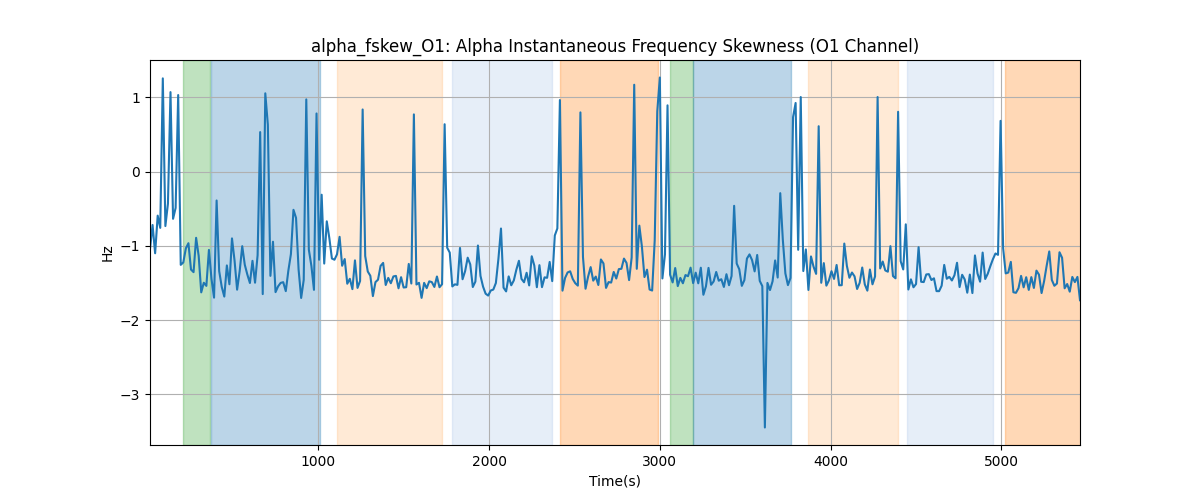 alpha_fskew_O1: Alpha Instantaneous Frequency Skewness (O1 Channel)
1
0
−1
−2
−3
Hz
1000 2000 3000 4000 5000
Time(s)